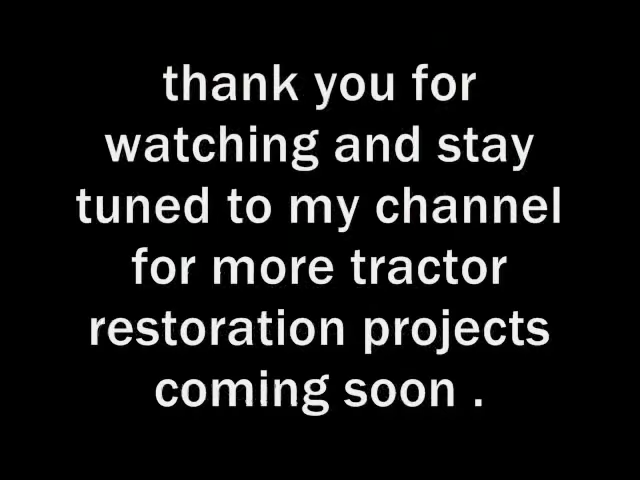 thank you for
watching and stay
tuned to my channel
for more tractor
restoration projects
coming soon .